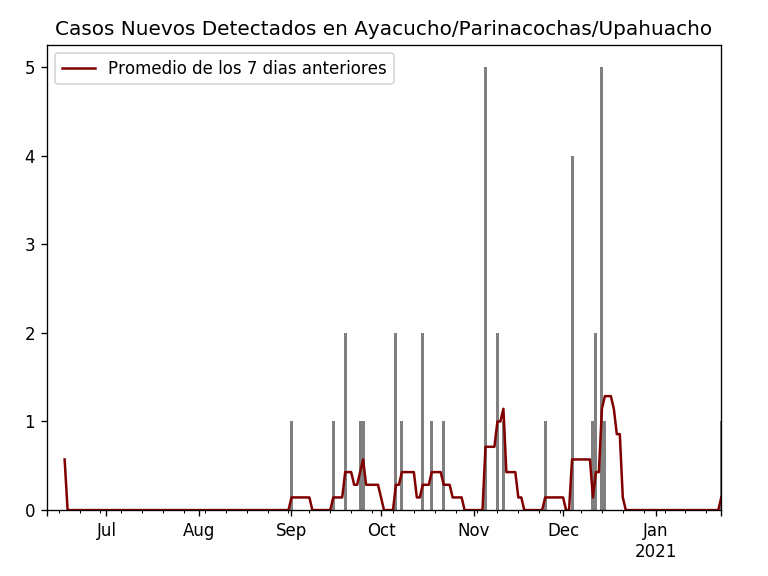 Casos Nuevos Detectados en Ayacucho/Parinacochas/Upahuacho
Promedio de los 7 dias anteriores
5
4
3
2
1
0
Jul Aug Sep Oct Nov Dec Jan
2021